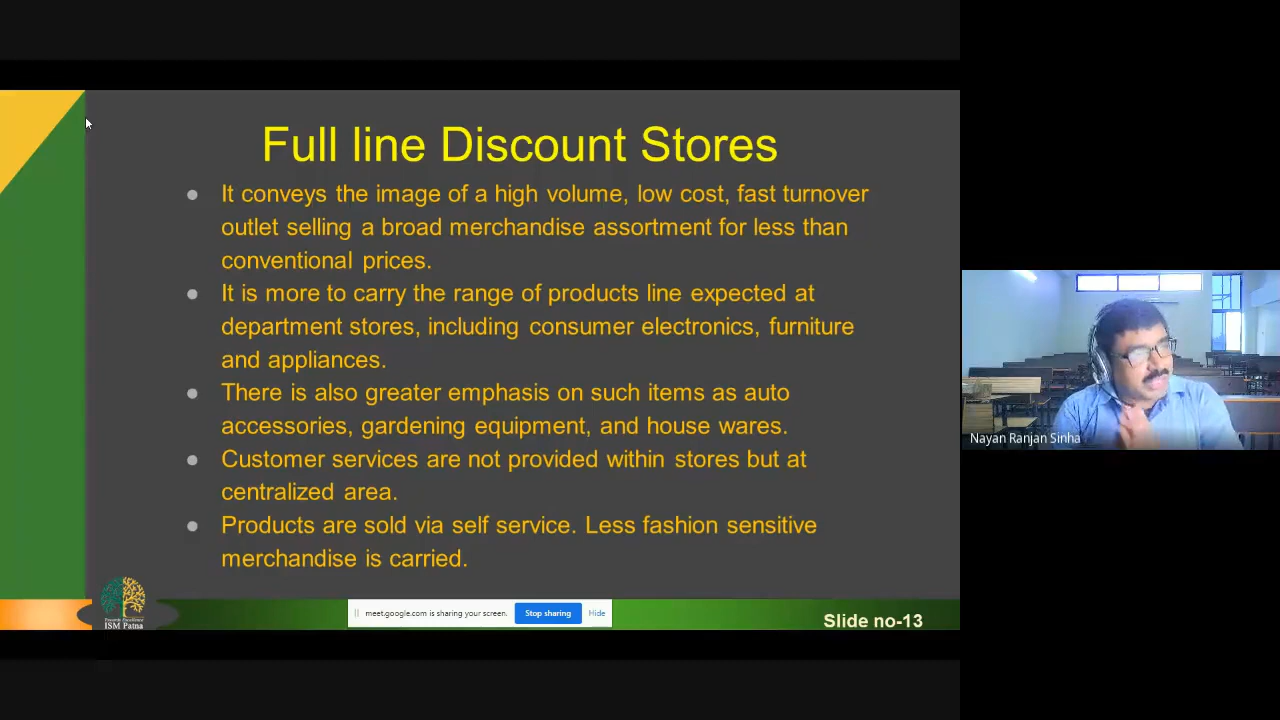 Full line Discount Stores
It conveys the image of a high volume, low cost, fast turnover
outlet selling a broad merchandise assortment for less than
conventional prices.
It is more to carry the range of products line expected at
department stores, including consumer electronics, furniture
and appliances.
There is also greater emphasis on such items as auto
accessories, gardening equipment, and house wares.
Customer services are not provided within stores but at
centralized area.
Products are sold via self service. Less fashion sensitive
merchandise is carried.
Nayan Ranjan Sinha
meet.google.com is sharing your screen.
Stop sharing
Hide
Towards Excellence
ISM Patna
Slide no-13